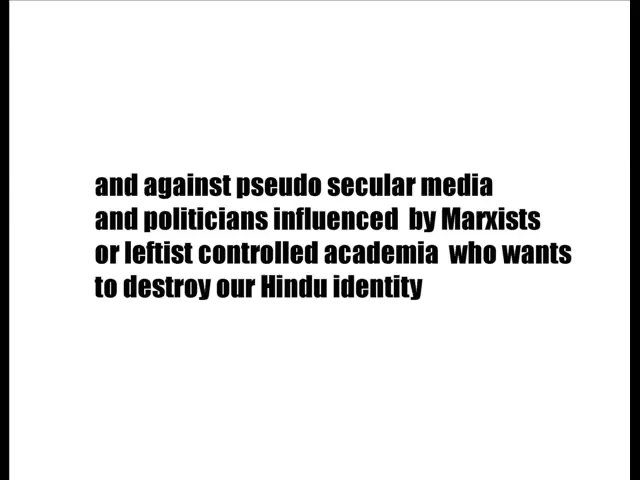 and against pseudo secular media
and politicians influenced by Marxists
or leftist controlled academia who wants
to destroy our Hindu identity